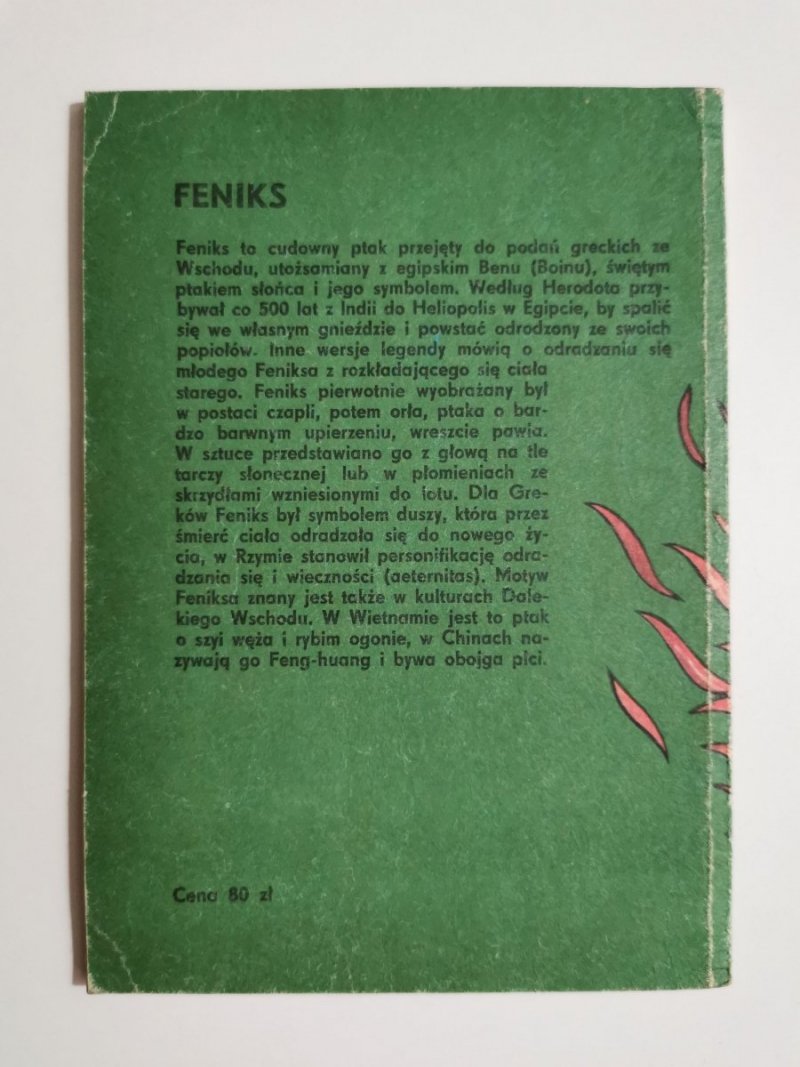 FENIKS
Feniks to cudowny ptak przejęty do podań greckich ze
Wschodu, utożsamiany z egipskim Benu (Boinu), świętym
ptakiem słońca i jego symbolem. Według Herodota przy-
bywał co 500 lat z Indii do Heliopolis w Egipcie, by spalić
się we własnym gnieździe i powstać odrodzony ze swoich
popiołów. Inne wersje legendy mówią o odradzaniu się
młodego Feniksa z rozkładającego się ciała
starego. Feniks pierwotnie wyobrażany był
w postaci czapli, potem orła, ptaka o bar-
dzo barwnym upierzeniu, wreszcie pawia.
W sztuce przedstawiano go z głową na tle
tarczy słonecznej lub w płomieniach ze
skrzydłami wzniesionymi do lotu. Dla Gre-
ków Feniks był symbolem duszy, która przez
śmierć ciała odradzała się do nowego ży-
cia, w Rzymie stanowił personifikację odra-
dzania się i wieczności (aeternitas). Motyw
Feniksa znany jest także w kulturach Dale-
kiego Wschodu. W Wietnamie jest to ptak
o szyi węża i rybim ogonie, w Chinach na-
zywają go Feng-huang i bywa obojga płci.
Cena 80 zł